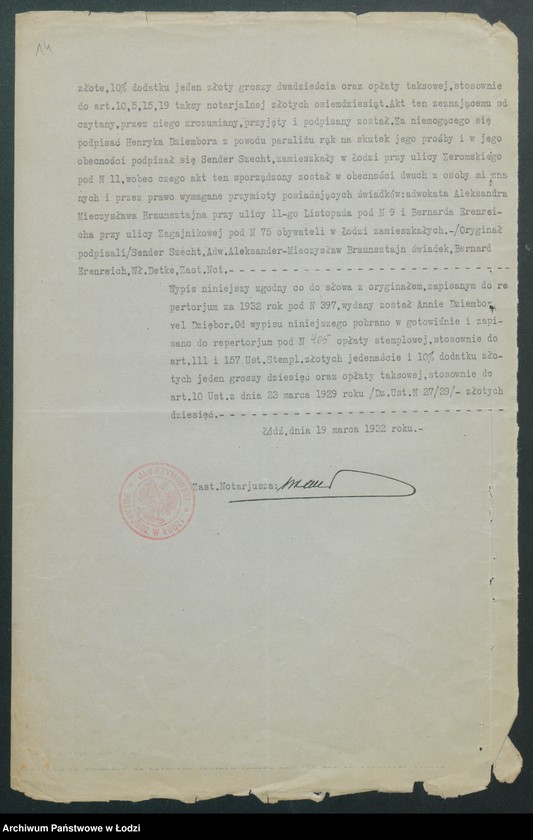 14
złote,10% dodatku jeden złoty groszy dwadzieścia oraz opłaty taksowej,stosownie
do art.10,5,15,19 taksy notarjalnej złotych osiemdziesiąt.Akt ten zeznającemu od
czytany,przez niego zrozumiany,przyjęty i podpisany został.Za niemogącego się
podpisać Henryka Dziembora z powodu paraliżu rąk na skutek jego prośby i w jego
obecności podpisał się Sender Szecht,zamieszkały w Łodzi przy ulicy Żeromskiego
pod N 11,wobec czego akt ten sporządzony został w obecności dwuch z osoby mi zna
nych i przez prawo wymagane przymioty posiadających świadków:adwokata Aleksandra
Mieczysława Braunsztajna przy ulicy 11-go Listopada pod N 9 i Bernarda Erenrei-
cha przy ulicy Zagajnikowej pod N 75 obywateli w Łodzi zamieszkałych.-/Oryginał
podpisali/Sender Szecht,Adw.Aleksander-Mieczysław Braunsztajn świadek,Bernard
Erenreich,Wł.Detke,Zast.Not.- - - - - - - - - - - - - - - - - - - - - - - - - -
Wypis niniejszy zgodny co do słowa z oryginałem,zapisanym do re
pertorjum za 1932 rok pod N 397,wydany został Annie Dziembor
vel Dziębor.Od wypisu niniejszego pobrano w gotowiźnie i zapi-
sano do repertorjum pod N 405 opłaty stemplowej,stosownie do
art.111 i 157 Ust.Stempl.złotych jedenaście i 10% dodatku zło-
tych jeden groszy dziesięć oraz opłaty taksowej,stosownie do
art.10 Ust.z dnia 23 marca 1929 roku /Dz.Ust.N 27/29/- złotych
dziesięć.- - - - - - - - - - - - - - - - - - - - - - - - - -
Łódź,dnia 19 marca 1932 roku.-
Zast.Notarjusza:
Archiwum Państwowe w Łodzi